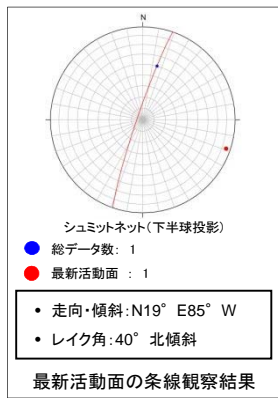 N
シュミットネット(下半球投影)
総データ数: 1
最新活動面 : 1
• 走向・傾斜:N19°E85°W
• レイク角:40°北傾斜
最新活動面の条線観察結果